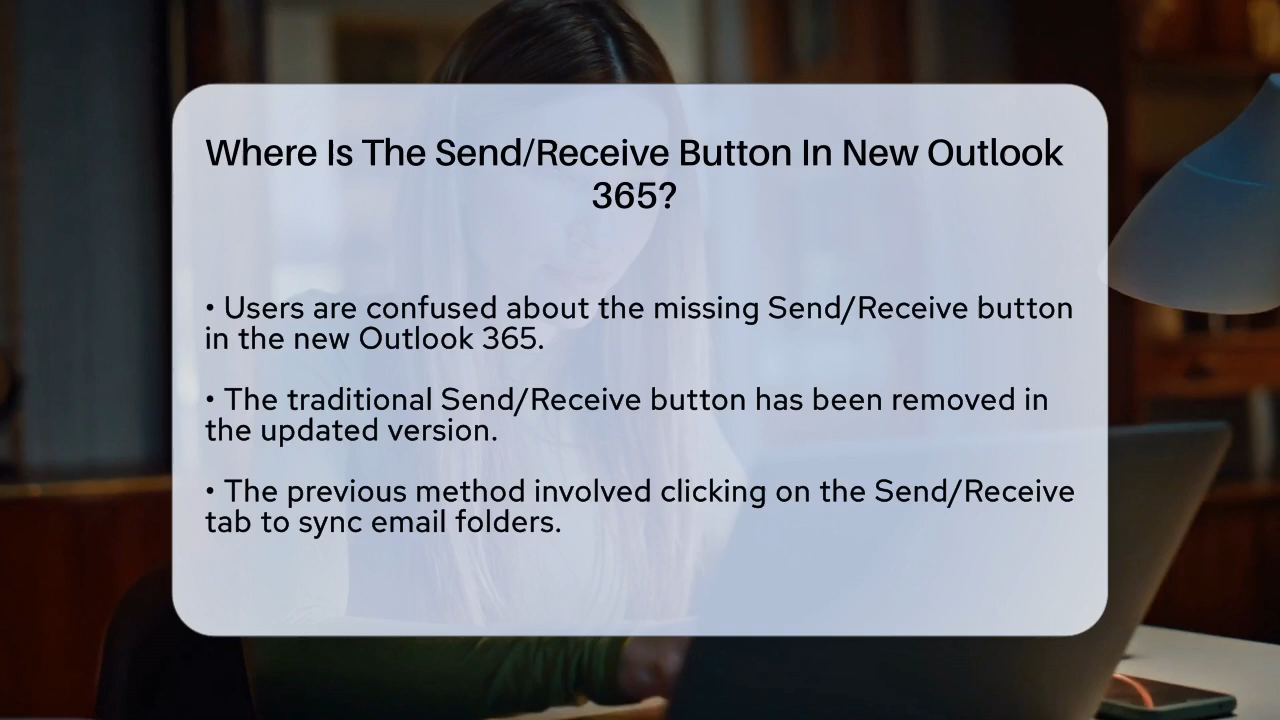 Where Is The Send/Receive Button In New Outlook
365?
• Users are confused about the missing Send/Receive button
in the new Outlook 365.
• The traditional Send/Receive button has been removed in
the updated version.
• The previous method involved clicking on the Send/Receive
tab to sync email folders.